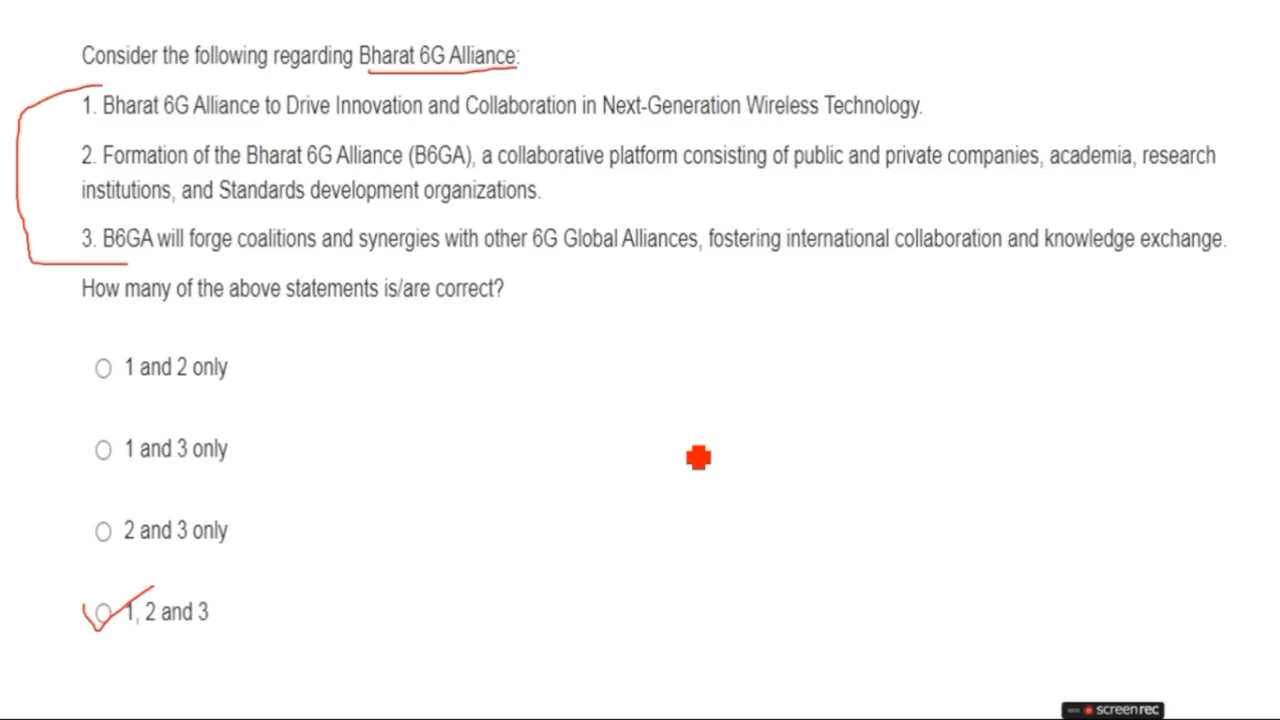 Consider the following regarding Bharat 6G Alliance:
1. Bharat 6G Alliance to Drive Innovation and Collaboration in Next-Generation Wireless Technology.
2. Formation of the Bharat 6G Alliance (B6GA), a collaborative platform consisting of public and private companies, academia, research
institutions, and Standards development organizations.
3. B6GA will forge coalitions and synergies with other 6G Global Alliances, fostering international collaboration and knowledge exchange.
How many of the above statements is/are correct?
1 and 2 only
1 and 3 only
2 and 3 only
1, 2 and 3
screenrec